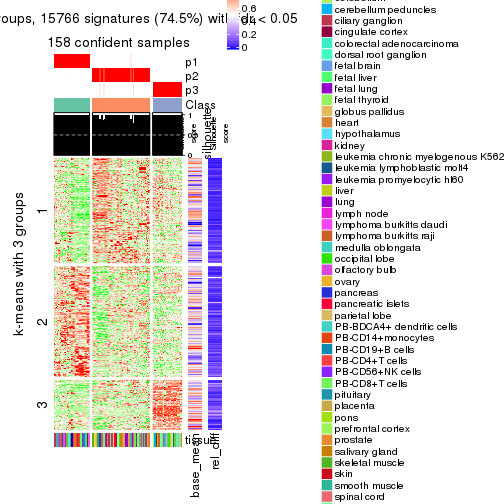 roups, 15766 signatures (74.5%) with fdr < 0.05
158 confident samples
0.6
0.4
0.2
0
p1
p2
p3
Class
1
0.5
0
silhouette
score
k-means with 3 groups
1
2
3
tissue
base_mean
rel_diff
cerebellum
cerebellum peduncles
ciliary ganglion
cingulate cortex
colorectal adenocarcinoma
dorsal root ganglion
fetal brain
fetal liver
fetal lung
fetal thyroid
globus pallidus
heart
hypothalamus
kidney
leukemia chronic myelogenous K562
leukemia lymphoblastic molt4
leukemia promyelocytic hl60
liver
lung
lymph node
lymphoma burkitts daudi
lymphoma burkitts raji
medulla oblongata
occipital lobe
olfactory bulb
ovary
pancreas
pancreatic islets
parietal lobe
PB-BDCA4+ dendritic cells
PB-CD14+monocytes
PB-CD19+B cells
PB-CD4+T cells
PB-CD56+NK cells
PB-CD8+T cells
pituitary
placenta
pons
prefrontal cortex
prostate
salivary gland
skeletal muscle
skin
smooth muscle
spinal cord